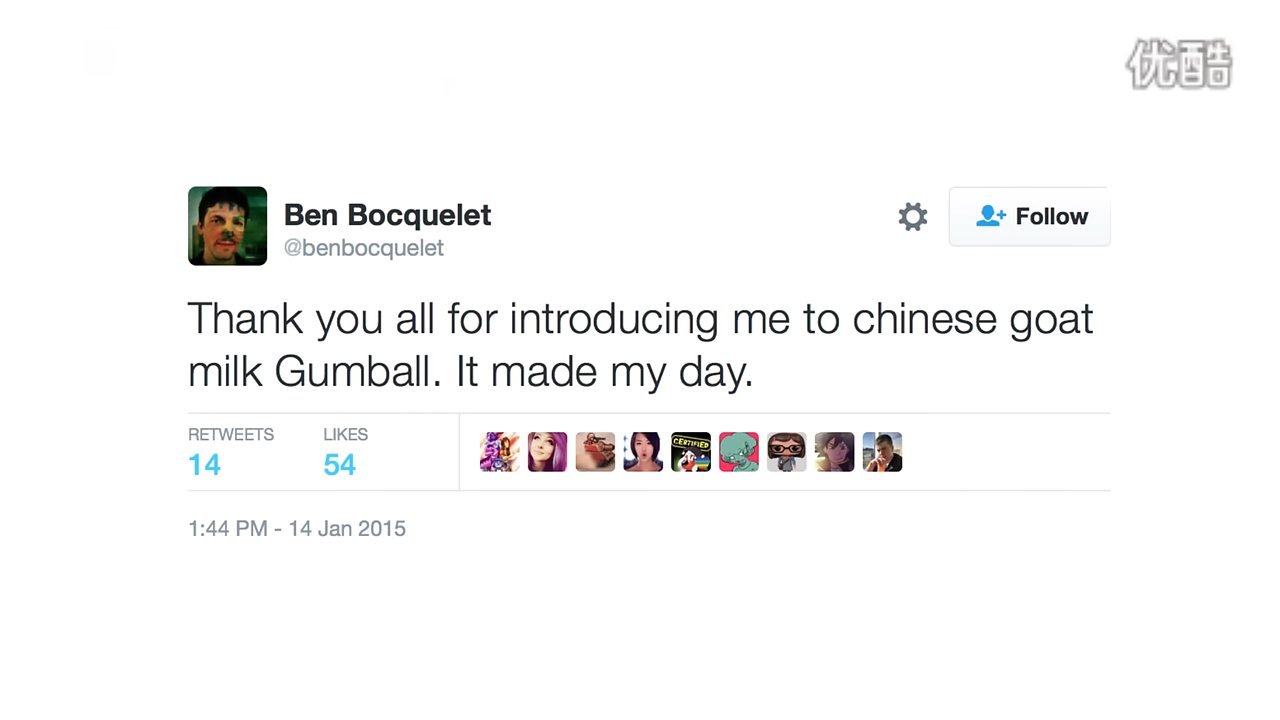 优酷
Ben Bocquelet
@benbocquelet
Follow
Thank you all for introducing me to chinese goat
milk Gumball. It made my day.
RETWEETS LIKES
14 54
CERTIFIED
1:44 PM - 14 Jan 2015